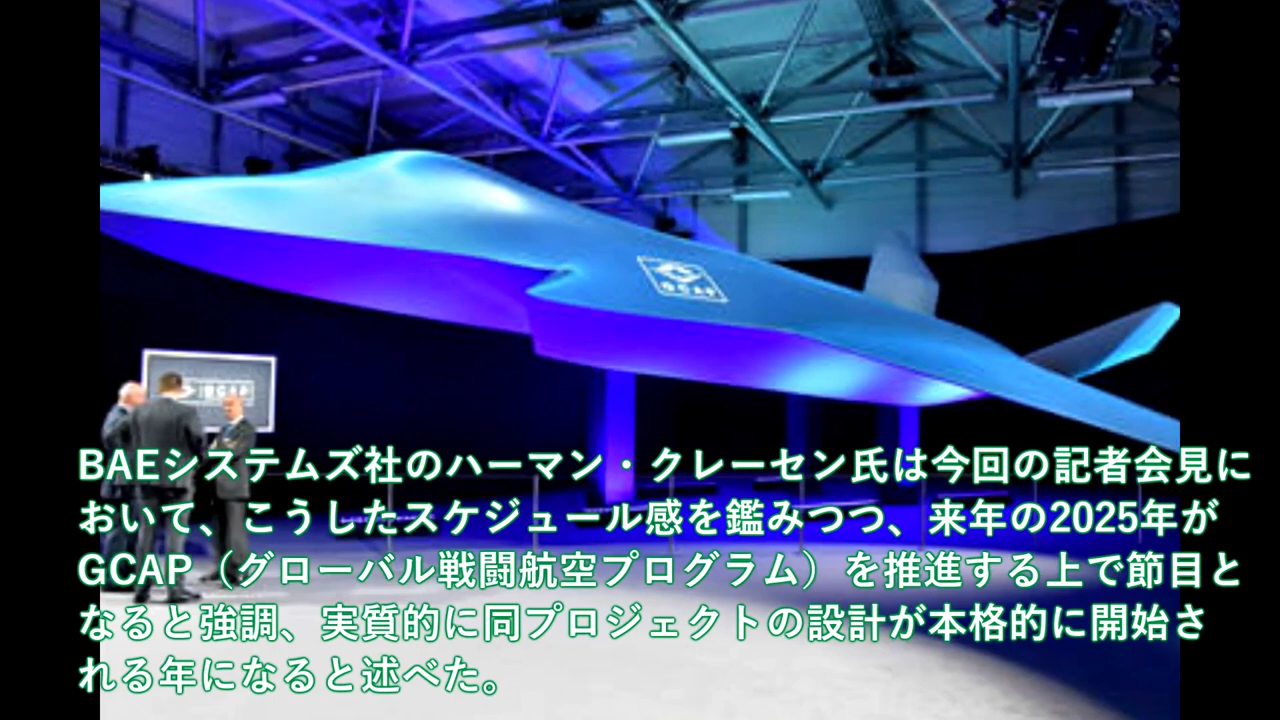 GCAP
GCAP
BAEシステムズ社のハーマン・クレーセン氏は今回の記者会見に
おいて、こうしたスケジュール感を鑑みつつ、来年の2025年が
GCAP（グローバル戦闘航空プログラム）を推進する上で節目と
なると強調、実質的に同プロジェクトの設計が本格的に開始さ
れる年になると述べた。